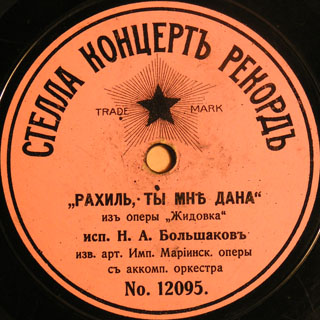 СТЕЛЛА КОНЦЕРТЪ РЕКОРДЪ
TRADE MARK
„РАХИЛЬ, ТЫ МНѢ ДАНА“
изъ оперы „Жидовка“
исп. Н. А. Большаковъ
изв. арт. Имп. Маріинск. оперы
съ аккомп. оркестра
No. 12095.